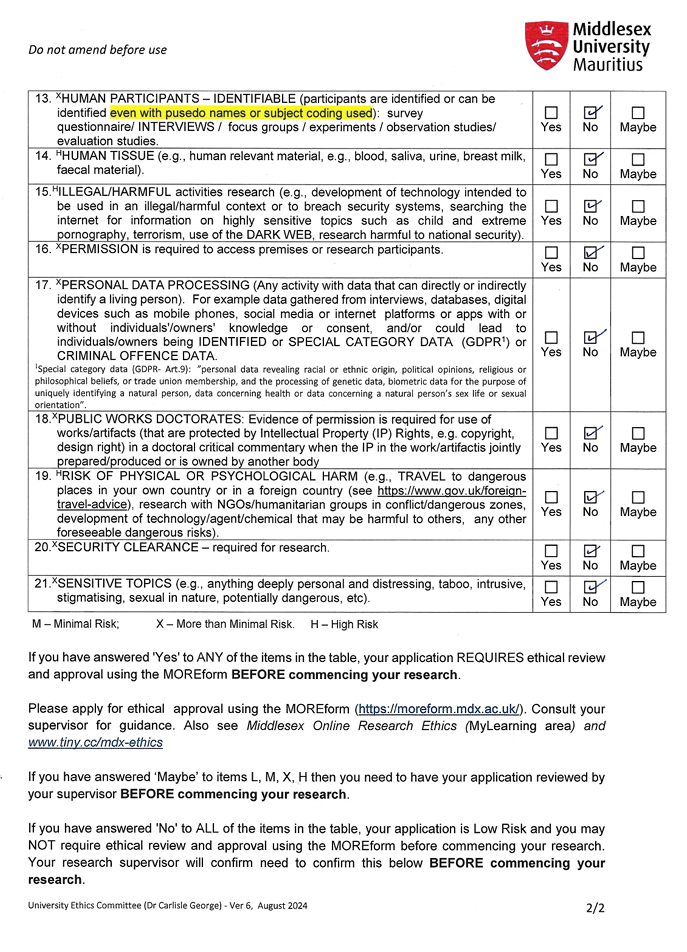 Do not amend before use
Middlesex
University
Mauritius
13. XHUMAN PARTICIPANTS – IDENTIFIABLE (participants are identified or can be
identified even with pusedo names or subject coding used): survey
questionnaire/ INTERVIEWS / focus groups / experiments / observation studies/
evaluation studies.
Yes No Maybe
14. HHUMAN TISSUE (e.g., human relevant material, e.g., blood, saliva, urine, breast milk,
faecal material).
Yes No Maybe
15.HILLEGAL/HARMFUL activities research (e.g., development of technology intended to
be used in an illegal/harmful context or to breach security systems, searching the
internet for information on highly sensitive topics such as child and extreme
pornography, terrorism, use of the DARK WEB, research harmful to national security).
Yes No Maybe
16. XPERMISSION is required to access premises or research participants.
Yes No Maybe
17. XPERSONAL DATA PROCESSING (Any activity with data that can directly or indirectly
identify a living person). For example data gathered from interviews, databases, digital
devices such as mobile phones, social media or internet platforms or apps with or
without individuals'/owners' knowledge or consent, and/or could lead to
individuals/owners being IDENTIFIED or SPECIAL CATEGORY DATA (GDPR1) or
CRIMINAL OFFENCE DATA.
1Special category data (GDPR- Art.9): "personal data revealing racial or ethnic origin, political opinions, religious or
philosophical beliefs, or trade union membership, and the processing of genetic data, biometric data for the purpose of
uniquely identifying a natural person, data concerning health or data concerning a natural person's sex life or sexual
orientation".
Yes No Maybe
18.XPUBLIC WORKS DOCTORATES: Evidence of permission is required for use of
works/artifacts (that are protected by Intellectual Property (IP) Rights, e.g. copyright,
design right) in a doctoral critical commentary when the IP in the work/artifactis jointly
prepared/produced or is owned by another body
Yes No Maybe
19. HRISK OF PHYSICAL OR PSYCHOLOGICAL HARM (e.g., TRAVEL to dangerous
places in your own country or in a foreign country (see https://www.gov.uk/foreign-
travel-advice), research with NGOs/humanitarian groups in conflict/dangerous zones,
development of technology/agent/chemical that may be harmful to others, any other
foreseeable dangerous risks).
Yes No Maybe
20.XSECURITY CLEARANCE – required for research.
Yes No Maybe
21.XSENSITIVE TOPICS (e.g., anything deeply personal and distressing, taboo, intrusive,
stigmatising, sexual in nature, potentially dangerous, etc).
Yes No Maybe
M – Minimal Risk; X – More than Minimal Risk. H – High Risk
If you have answered 'Yes' to ANY of the items in the table, your application REQUIRES ethical review
and approval using the MOREform BEFORE commencing your research.
Please apply for ethical approval using the MOREform (https://moreform.mdx.ac.uk/). Consult your
supervisor for guidance. Also see Middlesex Online Research Ethics (MyLearning area) and
www.tiny.cc/mdx-ethics
If you have answered 'Maybe' to items L, M, X, H then you need to have your application reviewed by
your supervisor BEFORE commencing your research.
If you have answered 'No' to ALL of the items in the table, your application is Low Risk and you may
NOT require ethical review and approval using the MOREform before commencing your research.
Your research supervisor will confirm need to confirm this below BEFORE commencing your
research.
University Ethics Committee (Dr Carlisle George) - Ver 6, August 2024
2/2